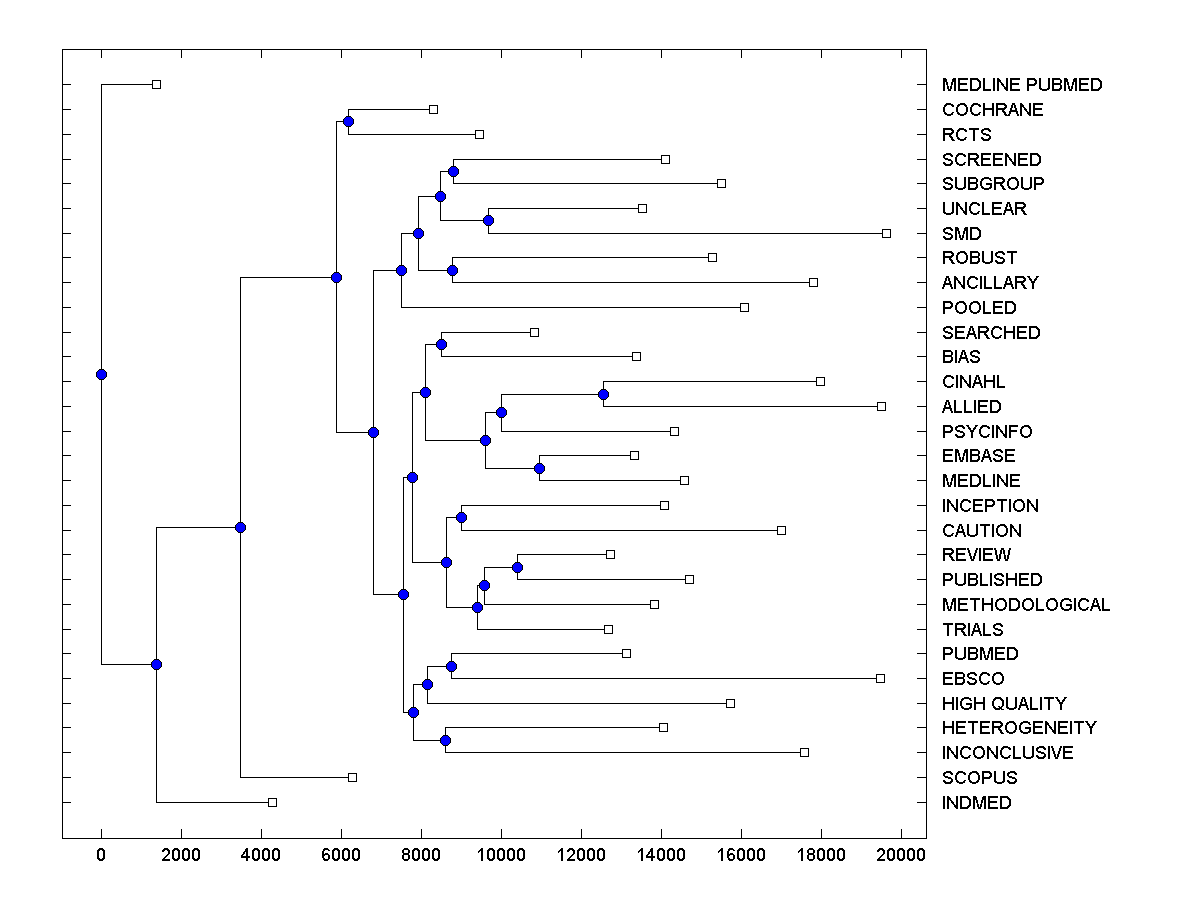 MEDLINE PUBMED
COCHRANE
RCTS
SCREENED
SUBGROUP
UNCLEAR
SMD
ROBUST
ANCILLARY
POOLED
SEARCHED
BIAS
CINAHL
ALLIED
PSYCINFO
EMBASE
MEDLINE
INCEPTION
CAUTION
REVIEW
PUBLISHED
METHODOLOGICAL
TRIALS
PUBMED
EBSCO
HIGH QUALITY
HETEROGENEITY
INCONCLUSIVE
SCOPUS
INDMED
0 2000 4000 6000 8000 10000 12000 14000 16000 18000 20000